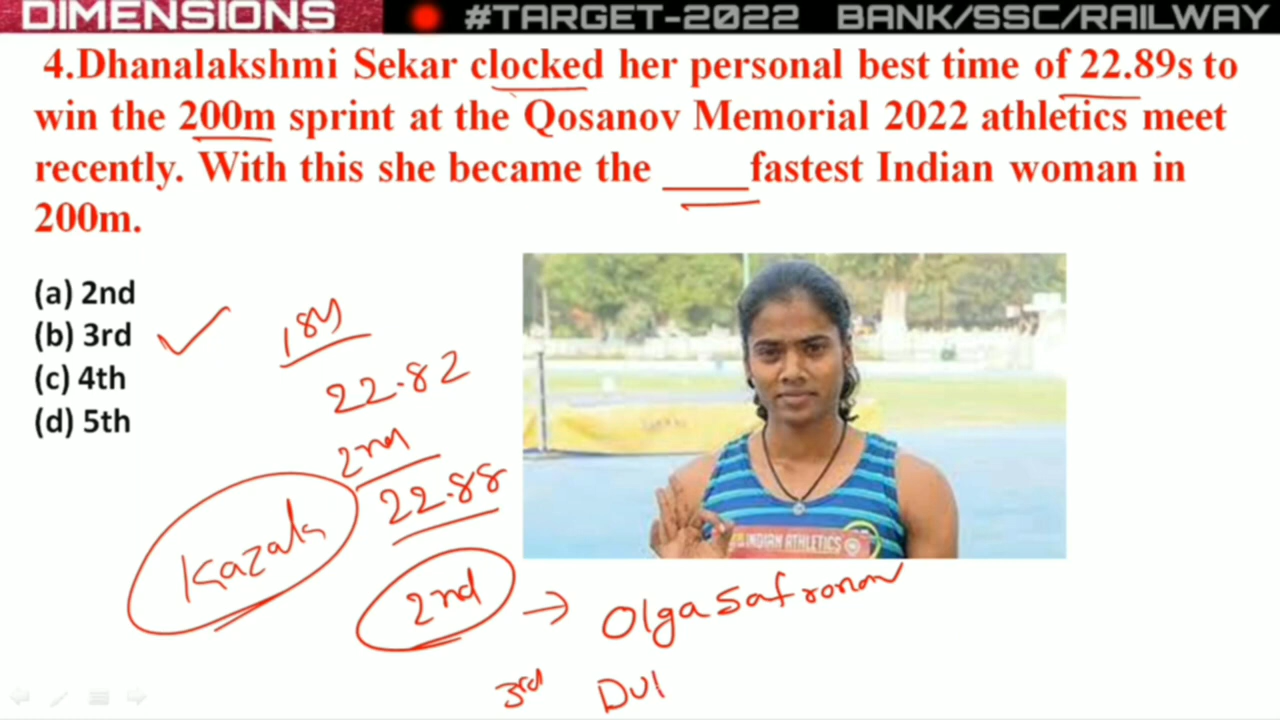 DIMENSIONS #TARGET-2022 BANK/SSC/RAILWAY
4.Dhanalakshmi Sekar clocked her personal best time of 22.89s to
win the 200m sprint at the Qosanov Memorial 2022 athletics meet
recently. With this she became the ____fastest Indian woman in
200m.
(a) 2nd
(b) 3rd
(c) 4th
(d) 5th
22.82
2nd
22.88
Kazak
2nd → Olga Safronov
3rd Dut
INDIAN ATHLETICS